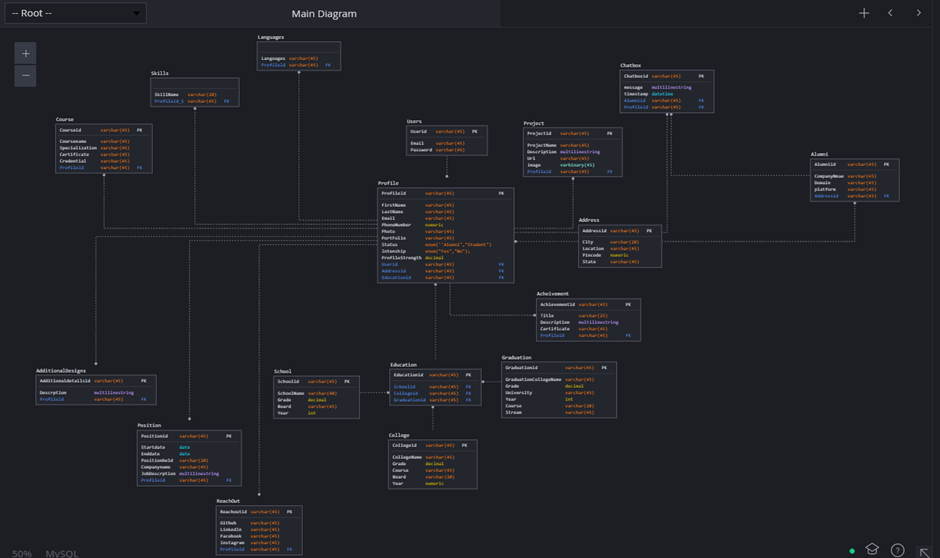 -- Root --
Main Diagram
Languages
Languages varchar(45)
ProfileId varchar(45) FK
Skills
SkillName varchar(20)
ProfileId_S varchar(45) FK
Chatbox
ChatboxId varchar(45) PK
message multilinestring
timestamp datetime
AlumniId varchar(45) FK
ProfileId varchar(45) FK
Course
CourseId varchar(45) PK
Coursename varchar(45)
Specialisation varchar(45)
Certificate varchar(45)
Credential varchar(45)
ProfileId varchar(45) FK
Users
UserId varchar(45) PK
Email varchar(45)
Password varchar(45)
Project
ProjectId varchar(45) PK
ProjectName varchar(45)
Description multilinestring
Url varchar(45)
Image varbinary(45)
ProfileId varchar(45) FK
Alumni
AlumniId varchar(45) PK
CompanyNmae varchar(45)
Domain varchar(45)
platform varchar(45)
AddressId varchar(45) FK
Profile
ProfileId varchar(45) PK
FirstName varchar(45)
LastName varchar(45)
Email varchar(45)
PhoneNumber numeric
Photo varchar(45)
Portfolio varchar(45)
Status enum("Alumni","Student")
Intenship enum("Yes","No");
ProfileStrength decimal
UserId varchar(45) FK
AddressId varchar(45) FK
EducationId varchar(45) FK
Address
AddressId varchar(45) PK
City varchar(20)
Location varchar(45)
Pincode numeric
State varchar(45)
Acheivement
AchievementId varchar(45) PK
Title varchar(25)
Description multilinestring
Certificate varchar(45)
ProfileId varchar(45) FK
AdditionalDesigns
AdditionalDetailsId varchar(45) PK
Descrption multilinestring
ProfileId varchar(45) FK
School
SchoolId varchar(45) PK
SchoolName varchar(40)
Grade decimal
Board varchar(45)
Year int
Education
EducationId varchar(45) PK
SchoolId varchar(45) FK
CollegeId varchar(45) FK
GraduationId varchar(45) FK
Graduation
GraduationId varchar(45) PK
GraduationCollegeName varchar(45)
Grade decimal
University varchar(45)
Year int
Course varchar(20)
Stream varchar(45)
Position
PositionId varchar(45) PK
Startdate date
Enddate date
PositionHeld varchar(20)
Companyname varchar(45)
JobDescrption multilinestring
ProfileId varchar(45) FK
College
CollegeId varchar(45) PK
CollegeName varchar(45)
Grade decimal
Course varchar(45)
Board varchar(20)
Year numeric
ReachOut
ReachoutId varchar(45) PK
Github varchar(45)
LinkedIn varchar(45)
Facebook varchar(45)
Instagram varchar(45)
ProfileId varchar(45) FK
50% MySQL